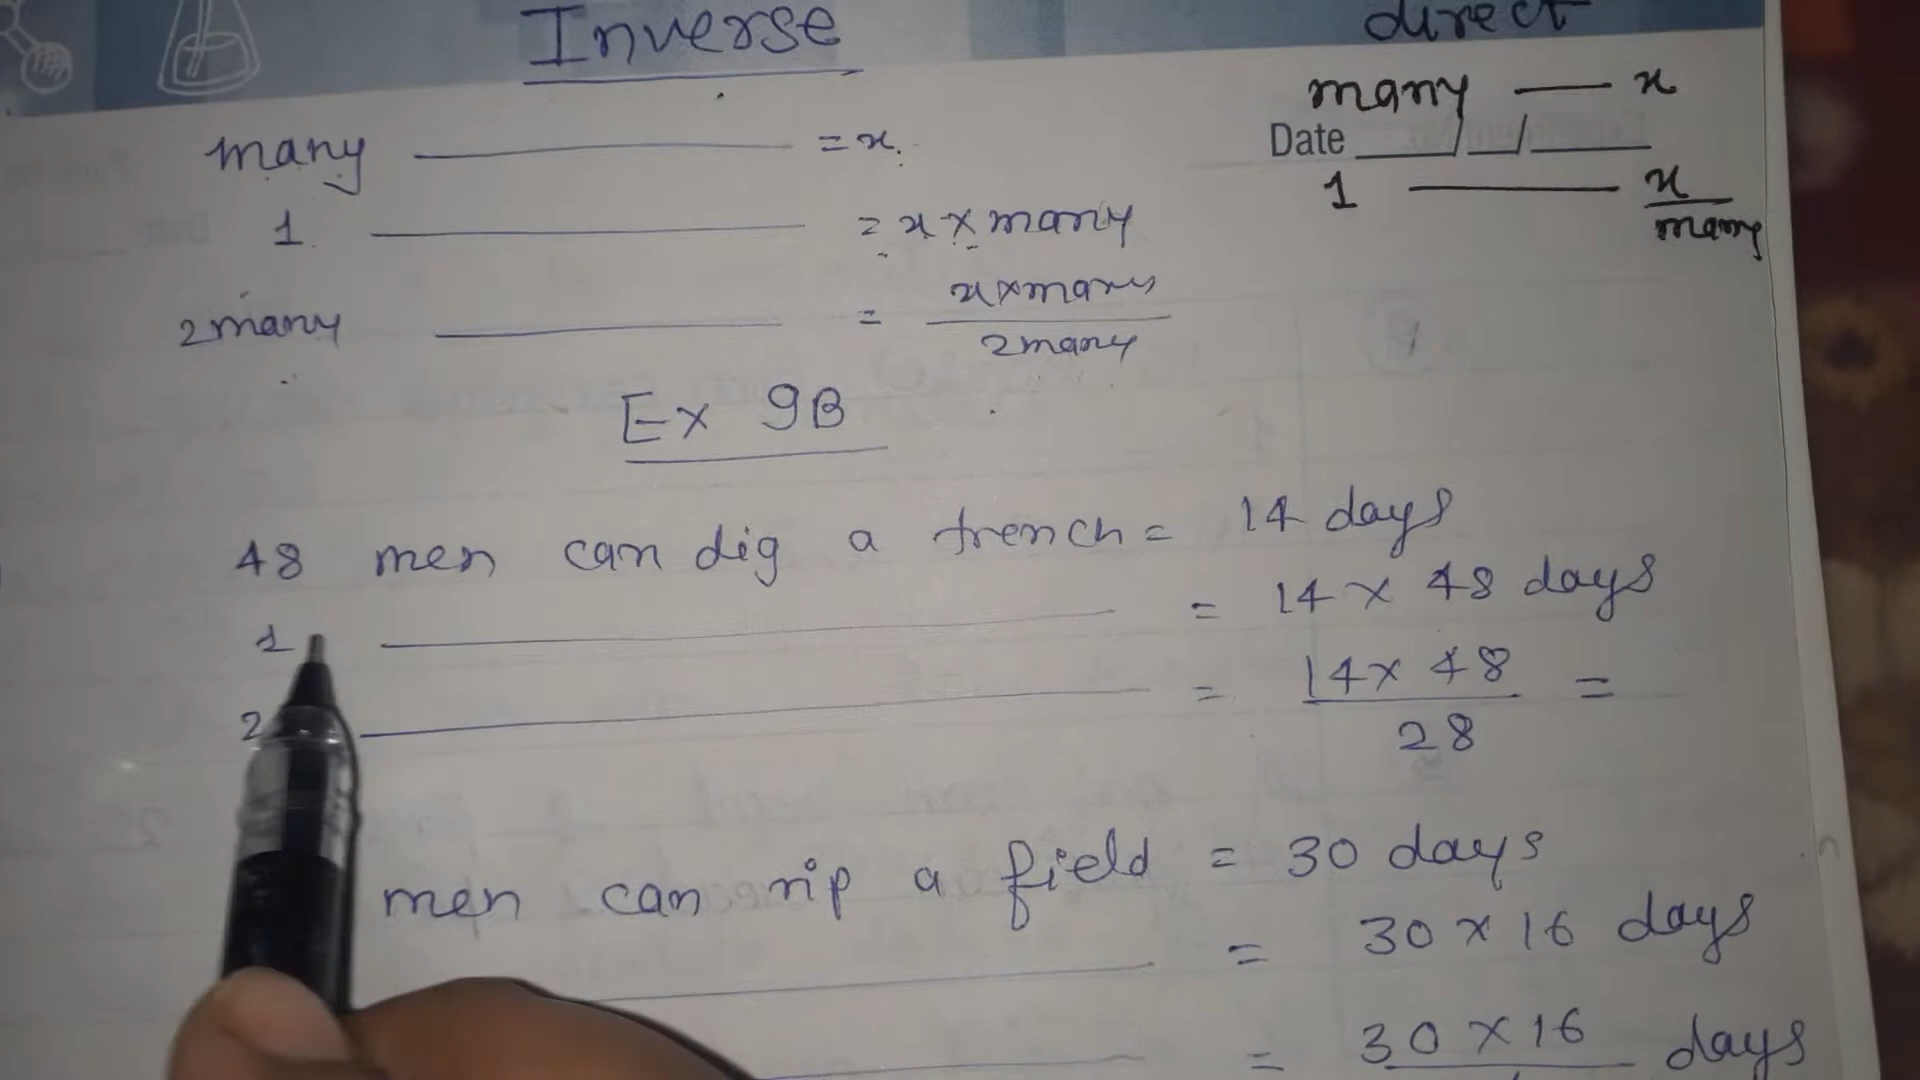 Inverse
direct
many — x
Date __/__/____
1 — x/many
many — = x
1 — = x × many
2many — = x×many/2many
Ex 9B
48 men can dig a trench = 14 days
1 — = 14 × 48 days
2 — = 14 × 48/28 =
men can rip a field = 30 days
— = 30 × 16 days
— = 30 × 16 days